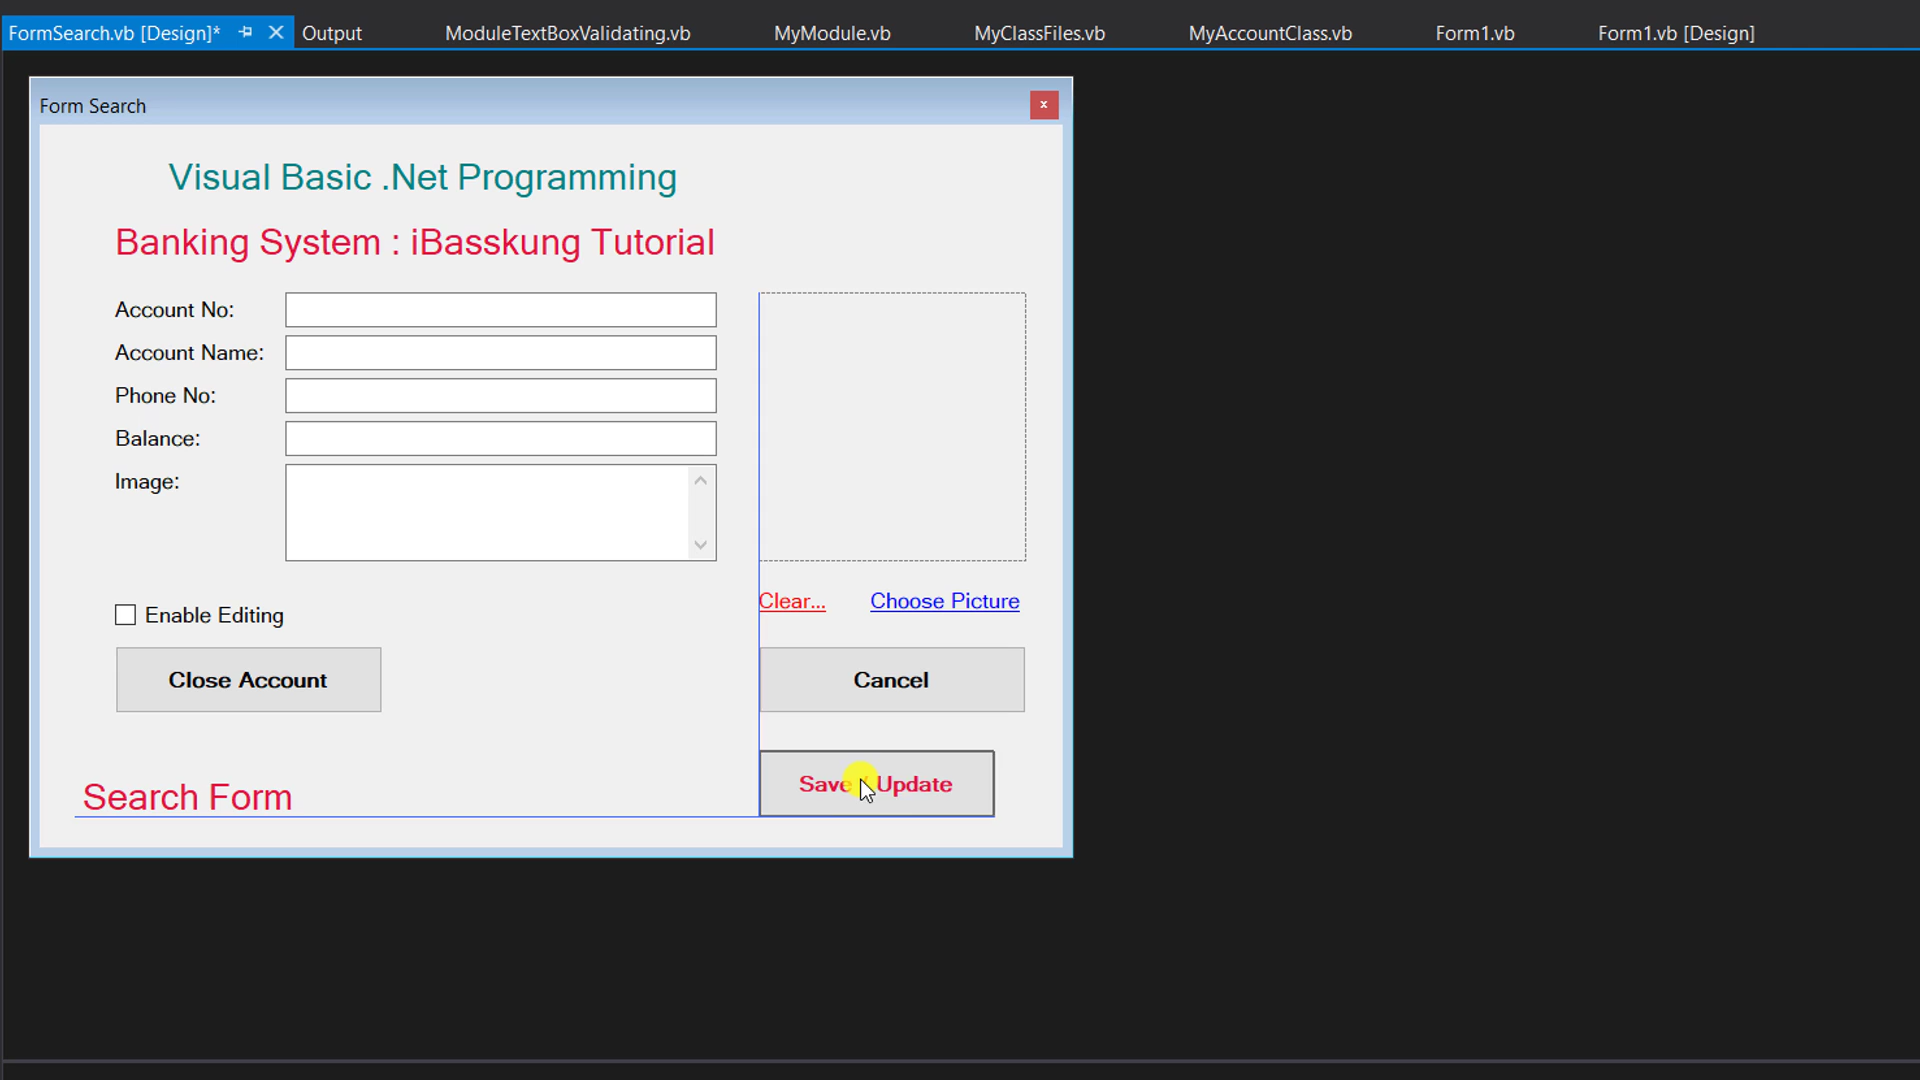 FormSearch.vb [Design]* Output ModuleTextBoxValidating.vb MyModule.vb MyClassFiles.vb MyAccountClass.vb Form1.vb Form1.vb [Design]
Form Search
Visual Basic .Net Programming
Banking System : iBasskung Tutorial
Account No:
Account Name:
Phone No:
Balance:
Image:
Clear... Choose Picture
Enable Editing
Close Account Cancel
Save / Update
Search Form